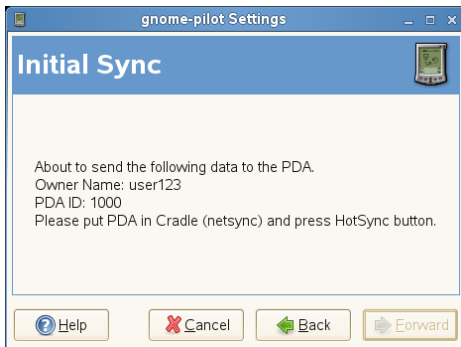 gnome-pilot Settings
Initial Sync
About to send the following data to the PDA.
Owner Name: user123
PDA ID: 1000
Please put PDA in Cradle (netsync) and press HotSync button.
Help Cancel Back Forward